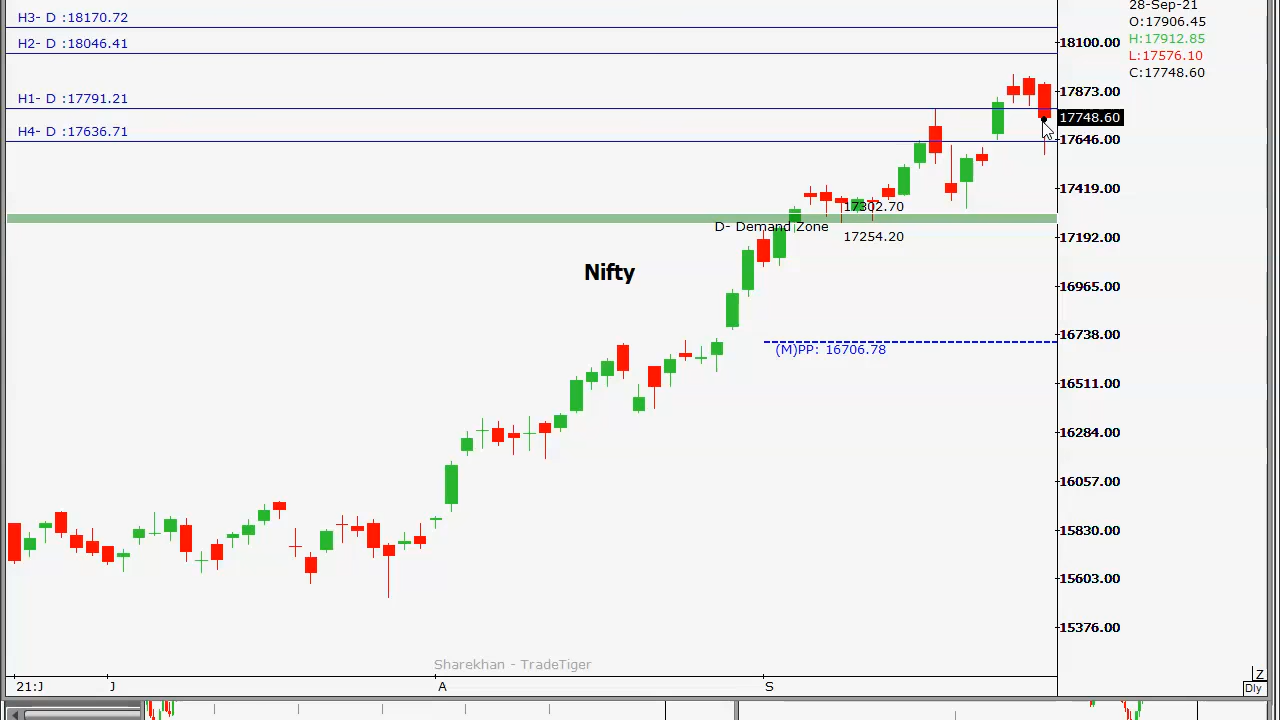 28-Sep-21
H3- D :18170.72
O:17906.45
H2- D :18046.41
18100.00
H:17912.85
L:17576.10
C:17748.60
H1- D :17791.21
17873.00
17748.60
H4- D :17636.71
17646.00
17419.00
17302.70
D- Demand Zone
17254.20
17192.00
Nifty
16965.00
16738.00
(M)PP: 16706.78
16511.00
16284.00
16057.00
15830.00
15603.00
15376.00
Sharekhan - TradeTiger
21:J
J
A
S
Z
Dly